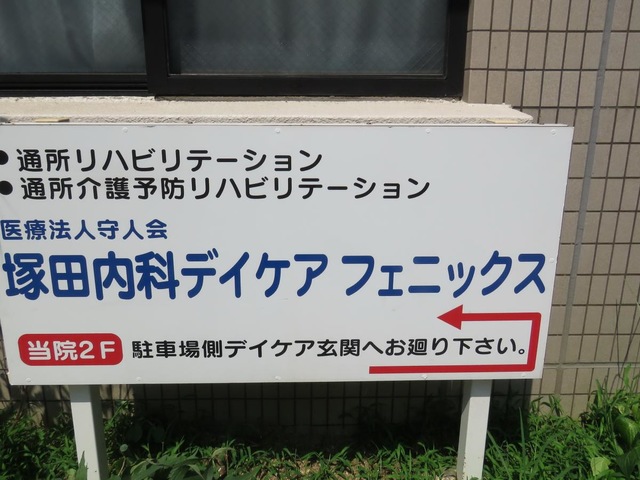 ●通所リハビリテーション
●通所介護予防リハビリテーション
医療法人守人会
塚田内科デイケア フェニックス
当院2F 駐車場側デイケア玄関へお廻り下さい。